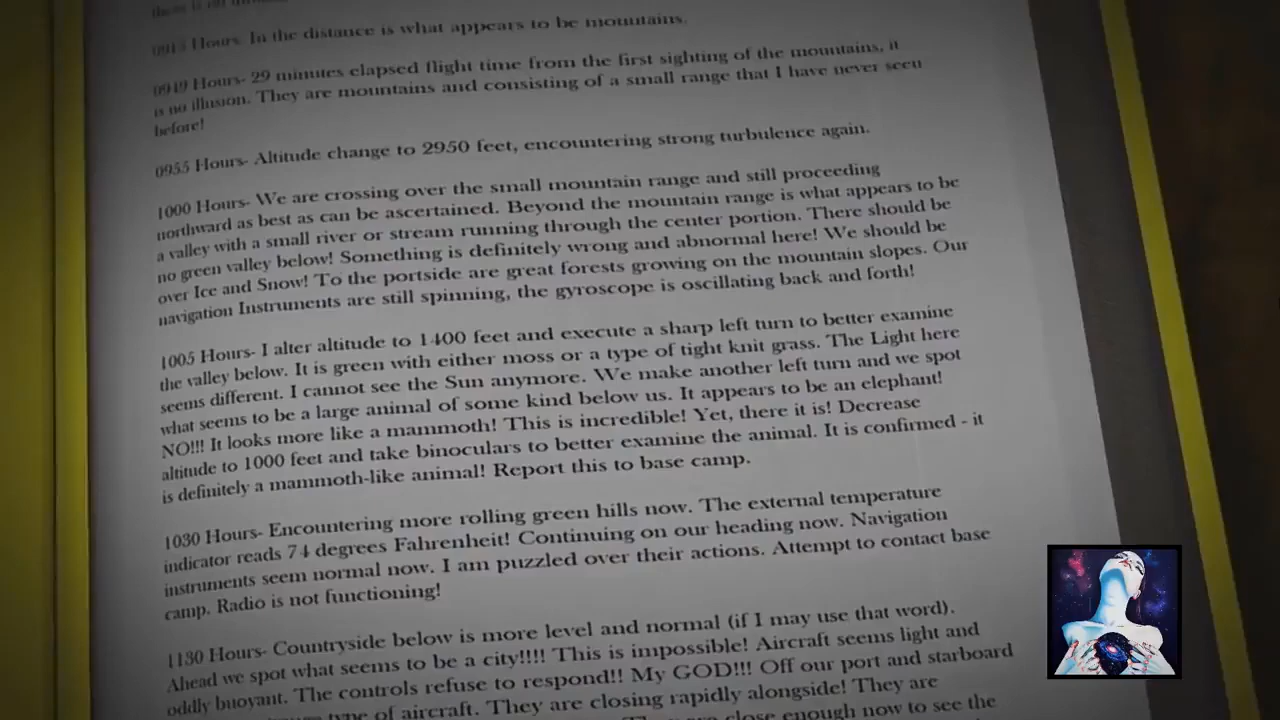 0915 Hours- In the distance is what appears to be mountains.
0949 Hours- 29 minutes elapsed flight time from the first sighting of the mountains, it
is no illusion. They are mountains and consisting of a small range that I have never seen
before!
0955 Hours- Altitude change to 2950 feet, encountering strong turbulence again.
1000 Hours- We are crossing over the small mountain range and still proceeding
northward as best as can be ascertained. Beyond the mountain range is what appears to be
a valley with a small river or stream running through the center portion. There should be
no green valley below! Something is definitely wrong and abnormal here! We should be
over Ice and Snow! To the portside are great forests growing on the mountain slopes. Our
navigation Instruments are still spinning, the gyroscope is oscillating back and forth!
1005 Hours- I alter altitude to 1400 feet and execute a sharp left turn to better examine
the valley below. It is green with either moss or a type of tight knit grass. The Light here
seems different. I cannot see the Sun anymore. We make another left turn and we spot
what seems to be a large animal of some kind below us. It appears to be an elephant!
NO!!! It looks more like a mammoth! This is incredible! Yet, there it is! Decrease
altitude to 1000 feet and take binoculars to better examine the animal. It is confirmed - it
is definitely a mammoth-like animal! Report this to base camp.
1030 Hours- Encountering more rolling green hills now. The external temperature
indicator reads 74 degrees Fahrenheit! Continuing on our heading now. Navigation
instruments seem normal now. I am puzzled over their actions. Attempt to contact base
camp. Radio is not functioning!
1130 Hours- Countryside below is more level and normal (if I may use that word).
Ahead we spot what seems to be a city!!!! This is impossible! Aircraft seems light and
oddly buoyant. The controls refuse to respond!! My GOD!!! Off our port and starboard
type of aircraft. They are closing rapidly alongside! They are
close enough now to see the